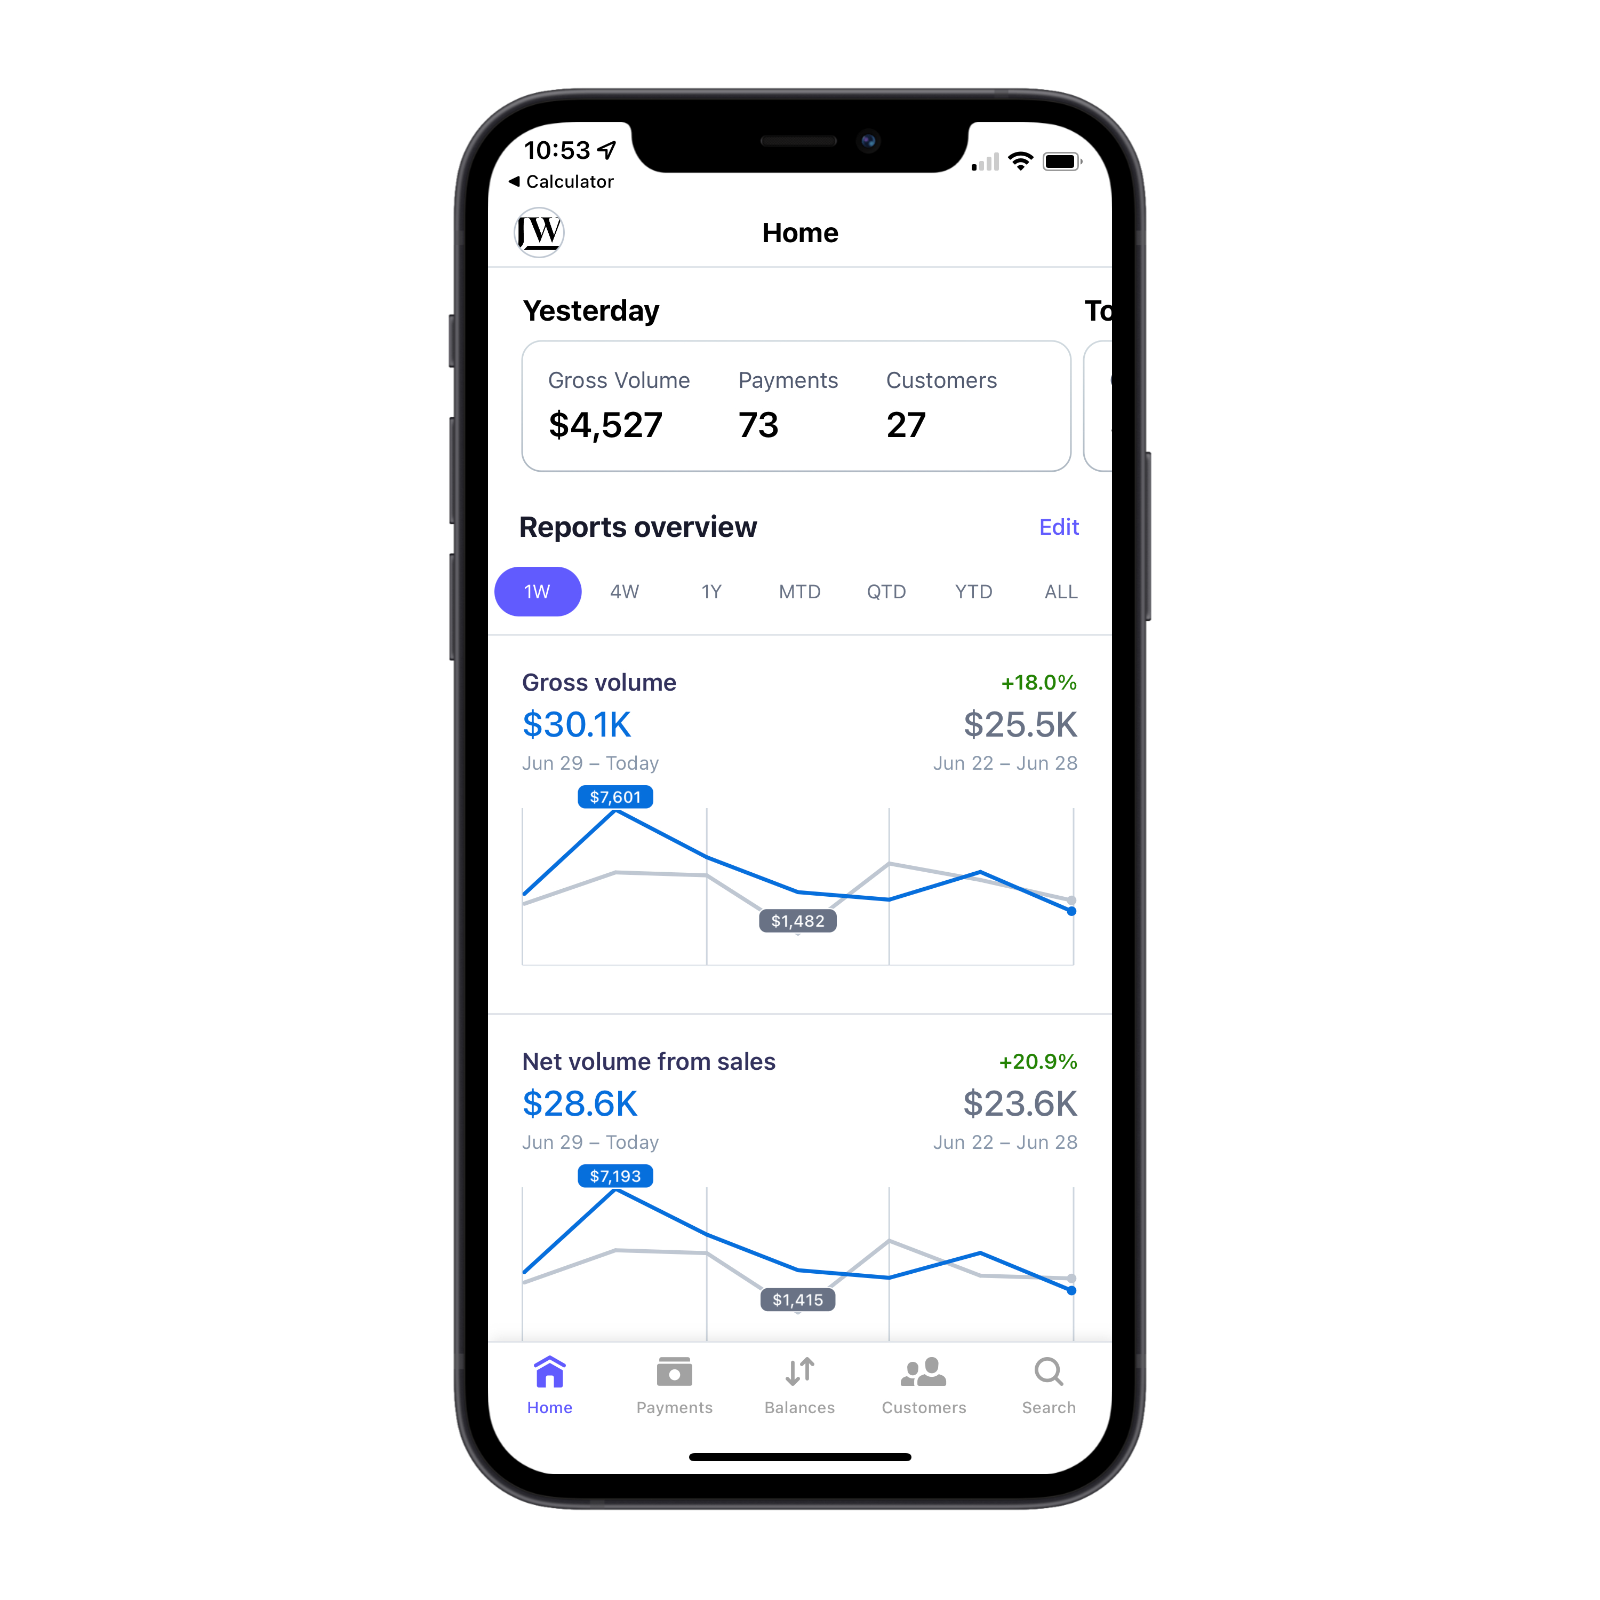 10:53
◀ Calculator
JW
Home
Yesterday
To
Gross Volume Payments Customers
$4,527 73 27
Reports overview Edit
1W 4W 1Y MTD QTD YTD ALL
Gross volume +18.0%
$30.1K $25.5K
Jun 29 – Today Jun 22 – Jun 28
$7,601
$1,482
Net volume from sales +20.9%
$28.6K $23.6K
Jun 29 – Today Jun 22 – Jun 28
$7,193
$1,415
Home Payments Balances Customers Search